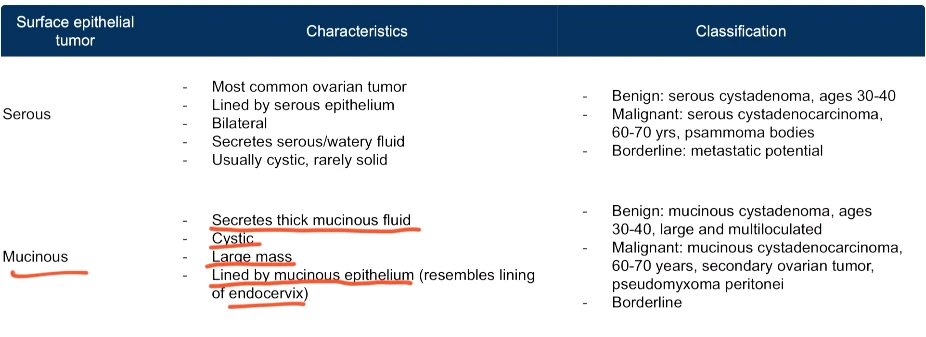 Surface epithelial
tumor
Characteristics
Classification
Serous
- Most common ovarian tumor
- Lined by serous epithelium
- Bilateral
- Secretes serous/watery fluid
- Usually cystic, rarely solid
- Benign: serous cystadenoma, ages 30-40
- Malignant: serous cystadenocarcinoma,
60-70 yrs, psammoma bodies
- Borderline: metastatic potential
Mucinous
- Secretes thick mucinous fluid
- Cystic
- Large mass
- Lined by mucinous epithelium (resembles lining
of endocervix)
- Benign: mucinous cystadenoma, ages
30-40, large and multiloculated
- Malignant: mucinous cystadenocarcinoma,
60-70 years, secondary ovarian tumor,
pseudomyxoma peritonei
- Borderline